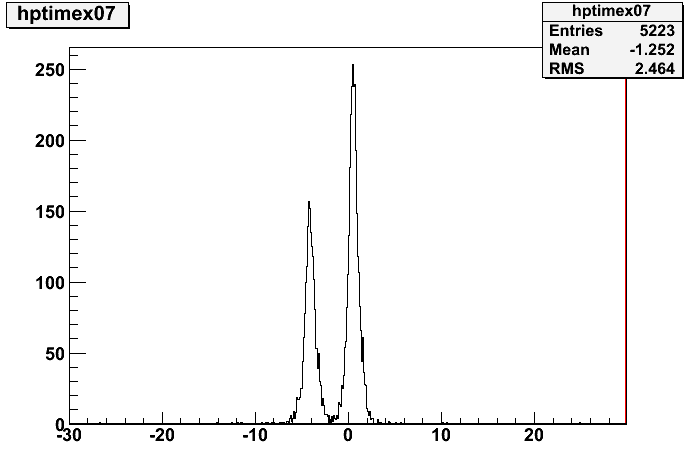 hptimex07
hptimex07
Entries 5223
Mean -1.252
RMS 2.464
250
200
150
100
50
0
-30 -20 -10 0 10 20